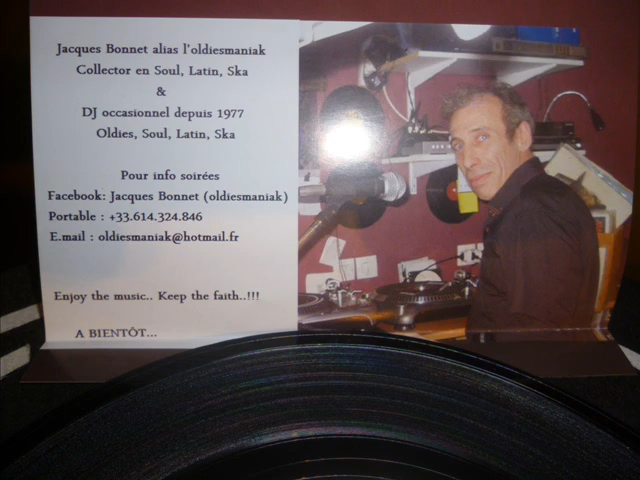 Jacques Bonnet alias l'oldiesmaniak
Collector en Soul, Latin, Ska
&
DJ occasionnel depuis 1977
Oldies, Soul, Latin, Ska
Pour info soirées
Facebook: Jacques Bonnet (oldiesmaniak)
Portable : +33.614.324.846
E.mail : oldiesmaniak@hotmail.fr
Enjoy the music.. Keep the faith..!!!
A BIENTÔT...